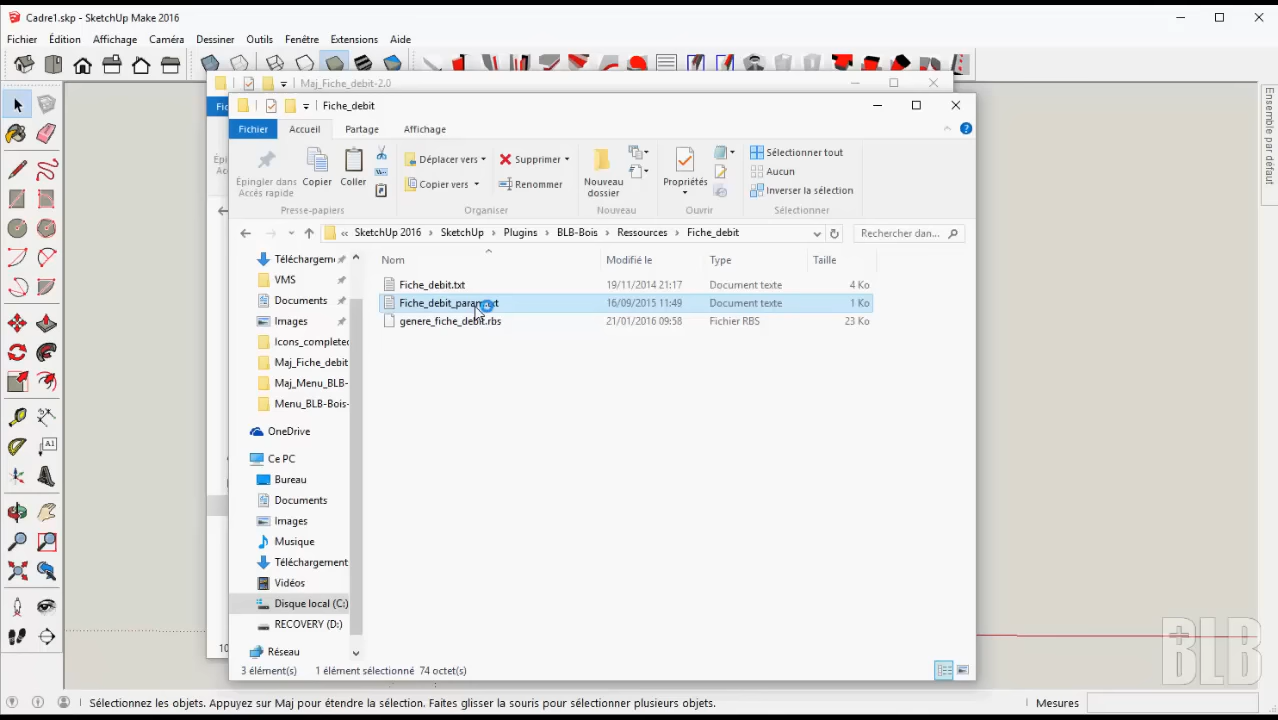 Cadre1.skp - SketchUp Make 2016
Fichier Édition Affichage Caméra Dessiner Outils Fenêtre Extensions Aide
Maj_Fiche_debit-2.0
Fiche_debit
Fichier Accueil Partage Affichage
Épingler dans Accès rapide
Copier
Coller
Déplacer vers
Copier vers
Supprimer
Renommer
Nouveau dossier
Propriétés
Sélectionner tout
Aucun
Inverser la sélection
Presse-papiers Organiser Nouveau Ouvrir Sélectionner
« SketchUp 2016 › SketchUp › Plugins › BLB-Bois › Ressources › Fiche_debit
Rechercher dan...
Nom Modifié le Type Taille
Fiche_debit.txt 19/11/2014 21:17 Document texte 4 Ko
16/09/2015 11:49 Document texte 1 Ko
genere_fiche_debit.rbs 21/01/2016 09:58 Fichier RBS 23 Ko
Téléchargem
VMS
Documents
Images
Icons_completed
Maj_Fiche_debit
Maj_Menu_BLB-
Menu_BLB-Bois-
OneDrive
Ce PC
Bureau
Documents
Images
Musique
Téléchargement
Vidéos
Disque local (C:)
RECOVERY (D:)
Réseau
3 élément(s) 1 élément sélectionné 74 octet(s)
Ensemble par défaut
A1
BLB
Sélectionnez les objets. Appuyez sur Maj pour étendre la sélection. Faites glisser la souris pour sélectionner plusieurs objets.
Mesures